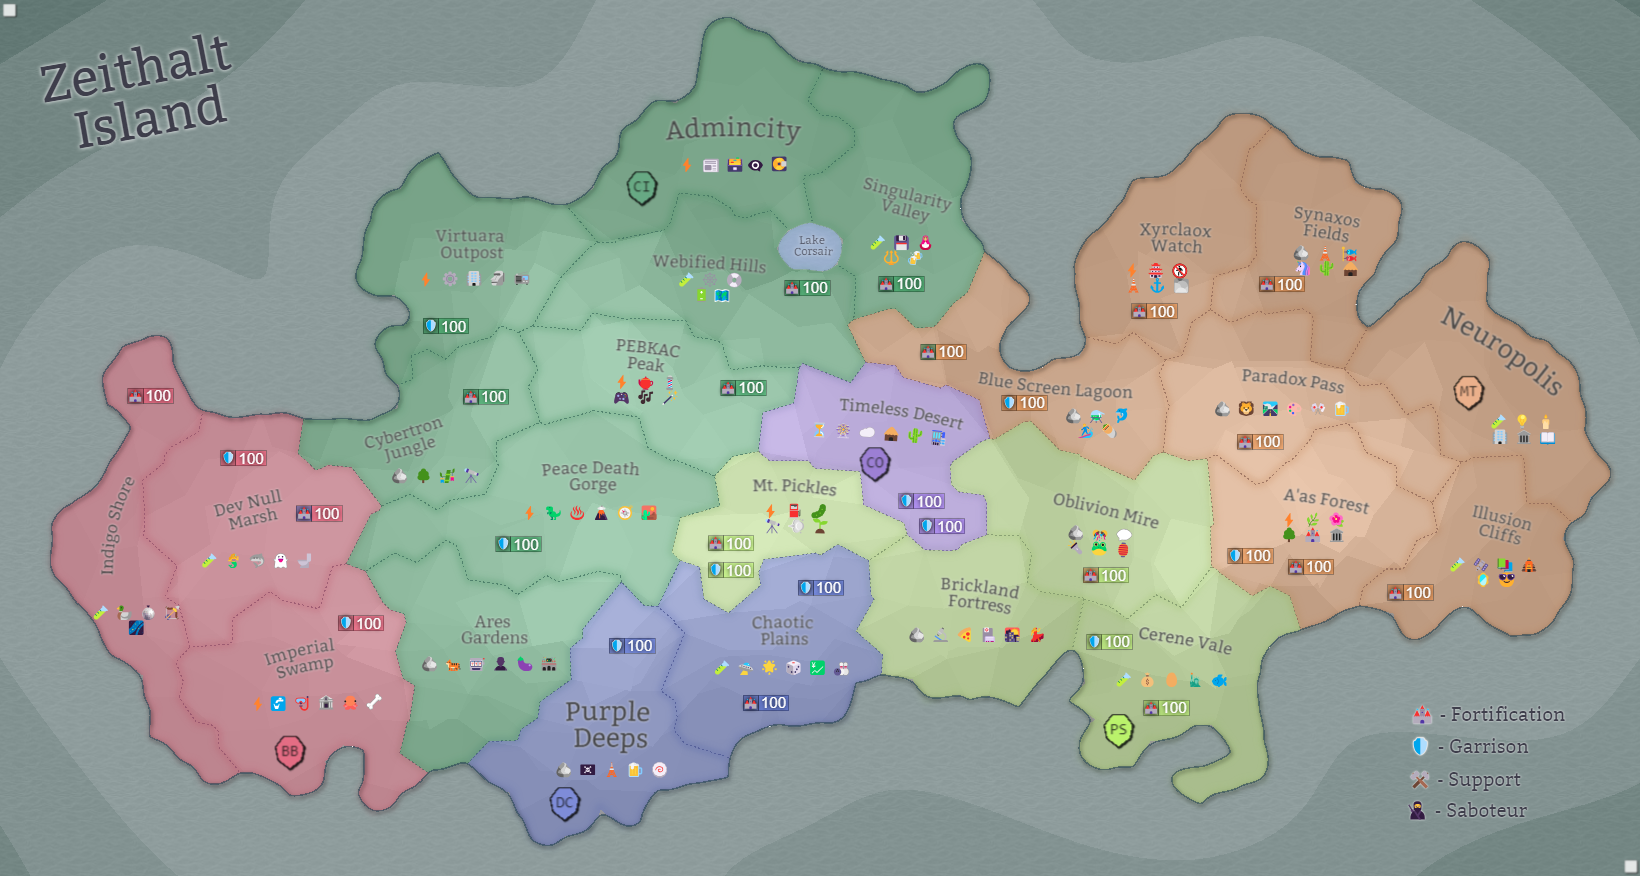 Zeithalt
Island
Admincity
CI
Singularity
Valley
Virtuara
Outpost
Webified Hills
Lake
Corsair
100
100
100
Xyrclaox
Watch
100
Synaxos
Fields
100
Neuropolis
MT
PEBKAC
Peak
100
100
100
Blue Screen Lagoon
100
Paradox Pass
100
100
Cybertron
Jungle
Timeless Desert
CO
100
100
Indigo Shore
100
Dev Null
Marsh
100
Peace Death
Gorge
100
Mt. Pickles
100
100
Oblivion Mire
100
A'as Forest
100
100
Illusion
Cliffs
100
Imperial
Swamp
100
BB
Ares
Gardens
100
Chaotic
Plains
100
100
Brickland
Fortress
100
Cerene Vale
100
PS
Purple
Deeps
DC
- Fortification
- Garrison
- Support
- Saboteur